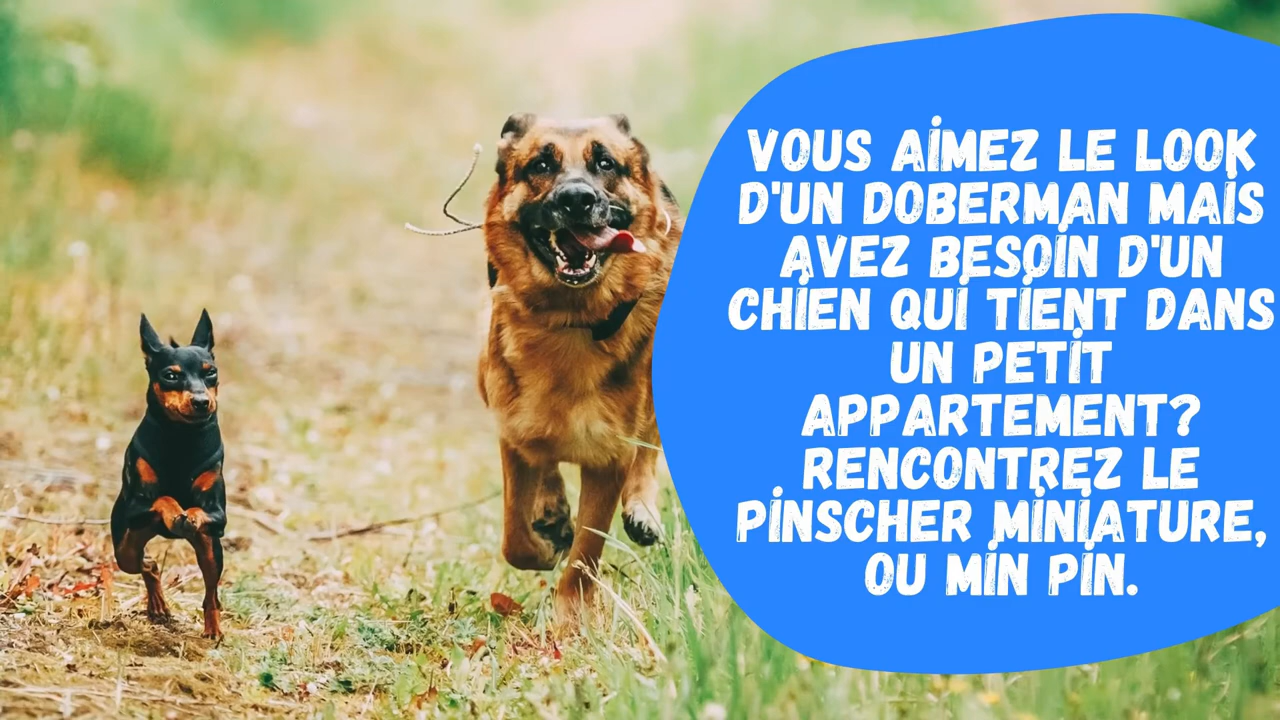 VOUS AIMEZ LE LOOK
D'UN DOBERMAN MAIS
AVEZ BESOIN D'UN
CHIEN QUI TIENT DANS
UN PETIT
APPARTEMENT?
RENCONTREZ LE
PINSCHER MINIATURE,
OU MIN PIN.